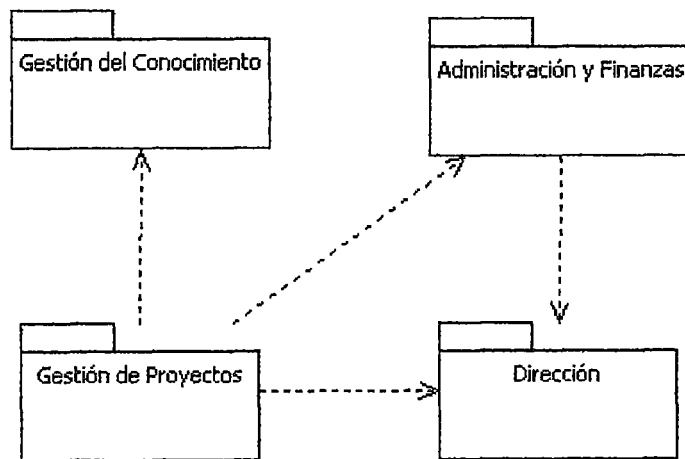 Gestión del Conocimiento
Administración y Finanzas
Gestión de Proyectos
Dirección